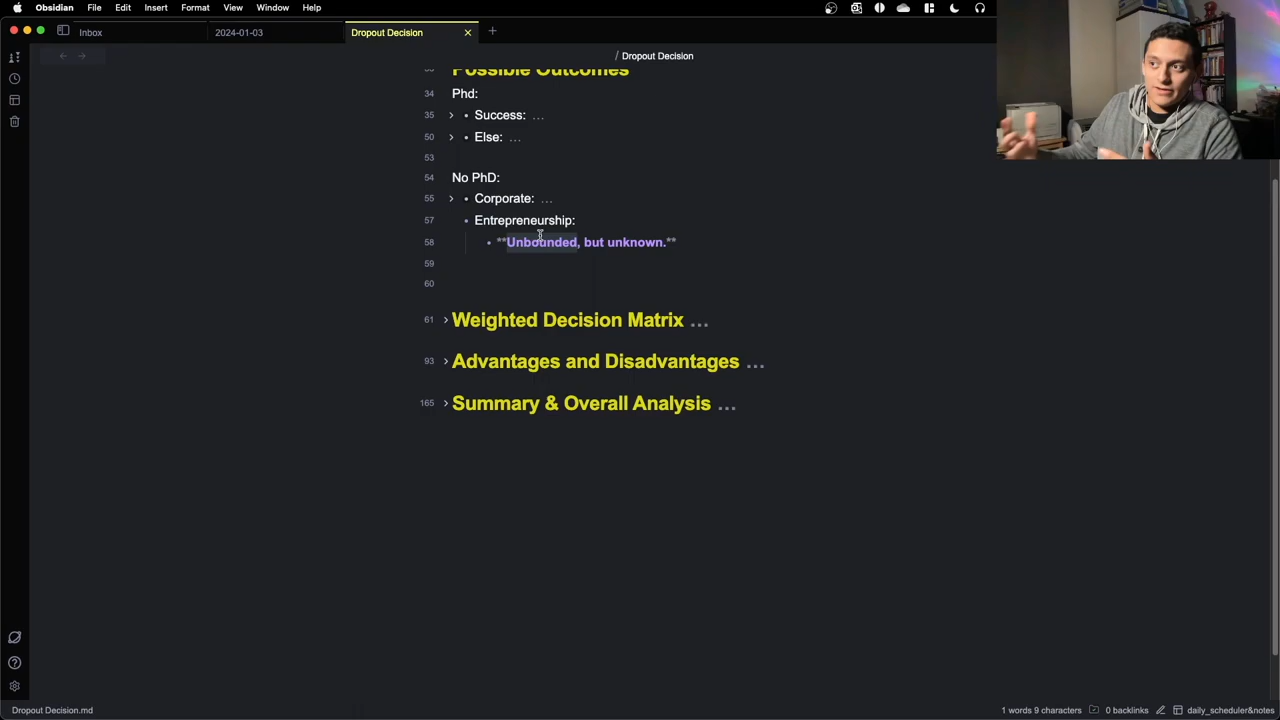 Obsidian File Edit Insert Format View Window Help
Inbox 2024-01-03 Dropout Decision
/ Dropout Decision
33 Possible Outcomes
34 Phd:
35 • Success: ...
50 • Else: ...
53
54 No PhD:
55 • Corporate: ...
57 • Entrepreneurship:
58 • **Unbounded, but unknown.**
59
60
61 Weighted Decision Matrix ...
93 Advantages and Disadvantages ...
165 Summary & Overall Analysis ...
Dropout Decision.md 1 words 9 characters 0 backlinks daily_scheduler&notes